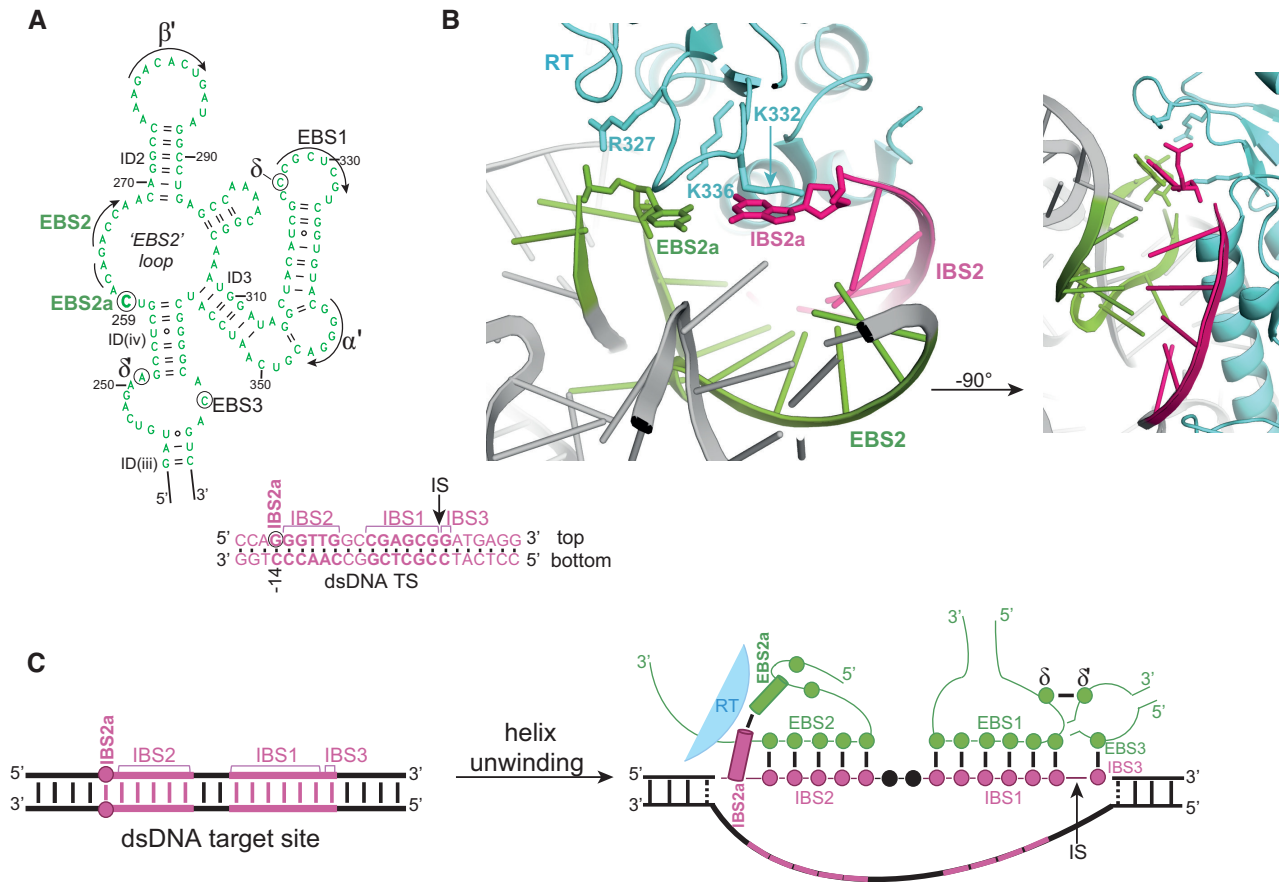 A
β'
EBS1
δ
330
ID2
290
270
EBS2
'EBS2'
loop
EBS2a
C
259
ID(iv)
ID3
310
δ'
250
EBS3
350
α'
ID(iii)
5’ 3’
B
RT
R327
K332
K336
EBS2a
IBS2a
IBS2
EBS2
-90°
IS
IBS2a
IBS2 IBS1 IBS3
5’ CCAGGGTTGGCCGAGCGGATGAGG 3’ top
3’ GGTCCCCAACCGGCTCGCCTACTCC 5’ bottom
-14
dsDNA TS
C
IBS2a
IBS2 IBS1 IBS3
5’ 3’
3’ 5’
dsDNA target site
helix
unwinding
3’ RT EBS2a 5’
EBS2
5’ 3’
EBS1
δ δ'
3’
5’
EBS3
IBS3
5’ 3’
3’ 5’
IBS2a
IBS2 IBS1
IS